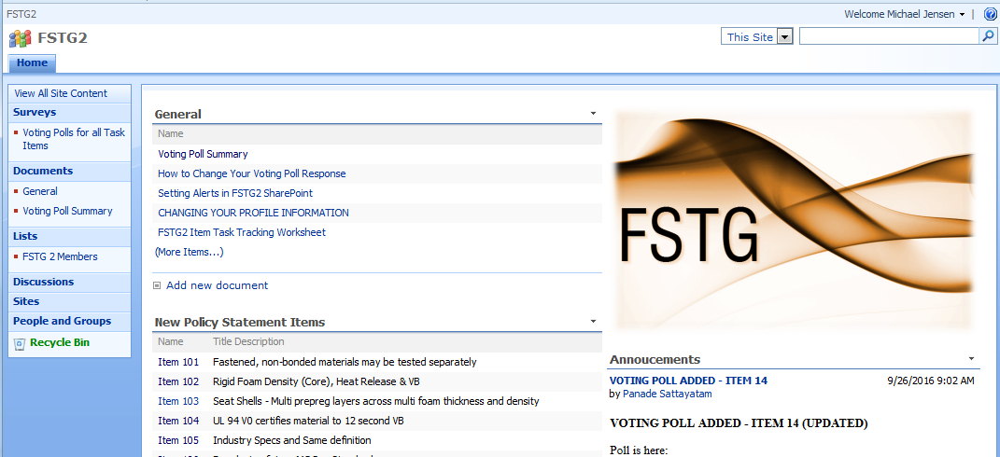 FSTG2
Welcome Michael Jensen
FSTG2
This Site
Home
View All Site Content
Surveys
Voting Polls for all Task
Items
Documents
General
Voting Poll Summary
Lists
FSTG 2 Members
Discussions
Sites
People and Groups
Recycle Bin
General
Name
Voting Poll Summary
How to Change Your Voting Poll Response
Setting Alerts in FSTG2 SharePoint
CHANGING YOUR PROFILE INFORMATION
FSTG2 Item Task Tracking Worksheet
(More Items...)
Add new document
New Policy Statement Items
Name Title Description
Item 101 Fastened, non-bonded materials may be tested separately
Item 102 Rigid Foam Density (Core), Heat Release & VB
Item 103 Seat Shells - Multi prepreg layers across multi foam thickness and density
Item 104 UL 94 V0 certifies material to 12 second VB
Item 105 Industry Specs and Same definition
FSTG
Annoucements
VOTING POLL ADDED - ITEM 14 9/26/2016 9:02 AM
by Panade Sattayatam
VOTING POLL ADDED - ITEM 14 (UPDATED)
Poll is here: